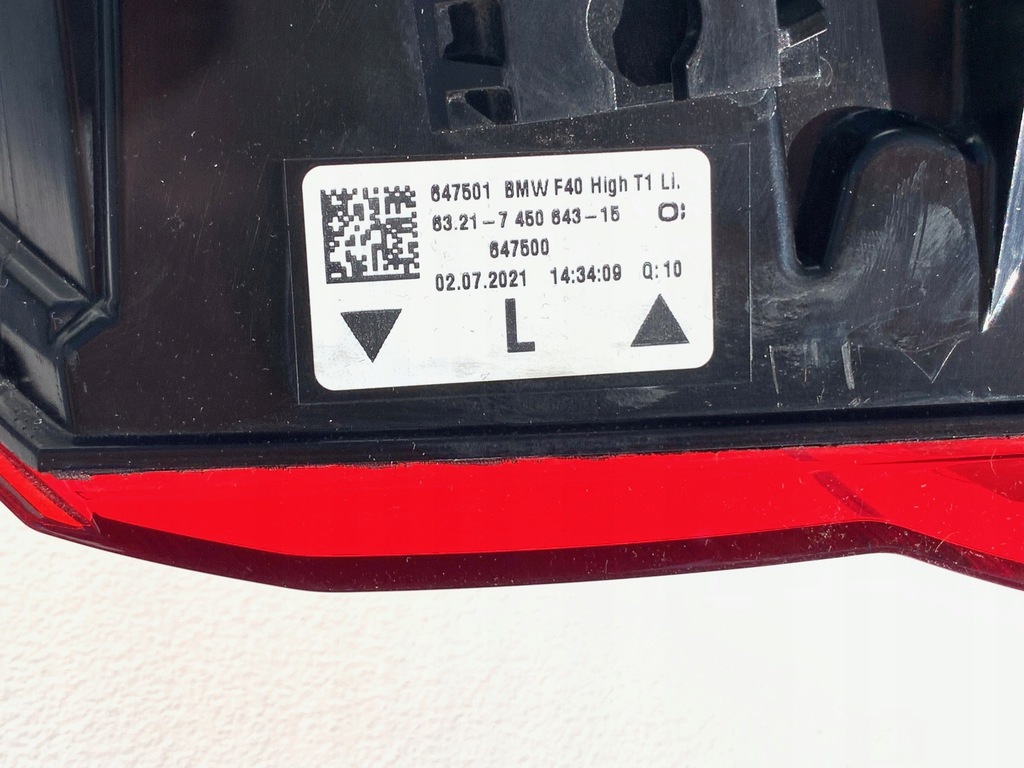 647501 BMW F40 High T1 Li.
63.21-7 450 643-15 O:
647500
02.07.2021 14:34:09 Q:10
L